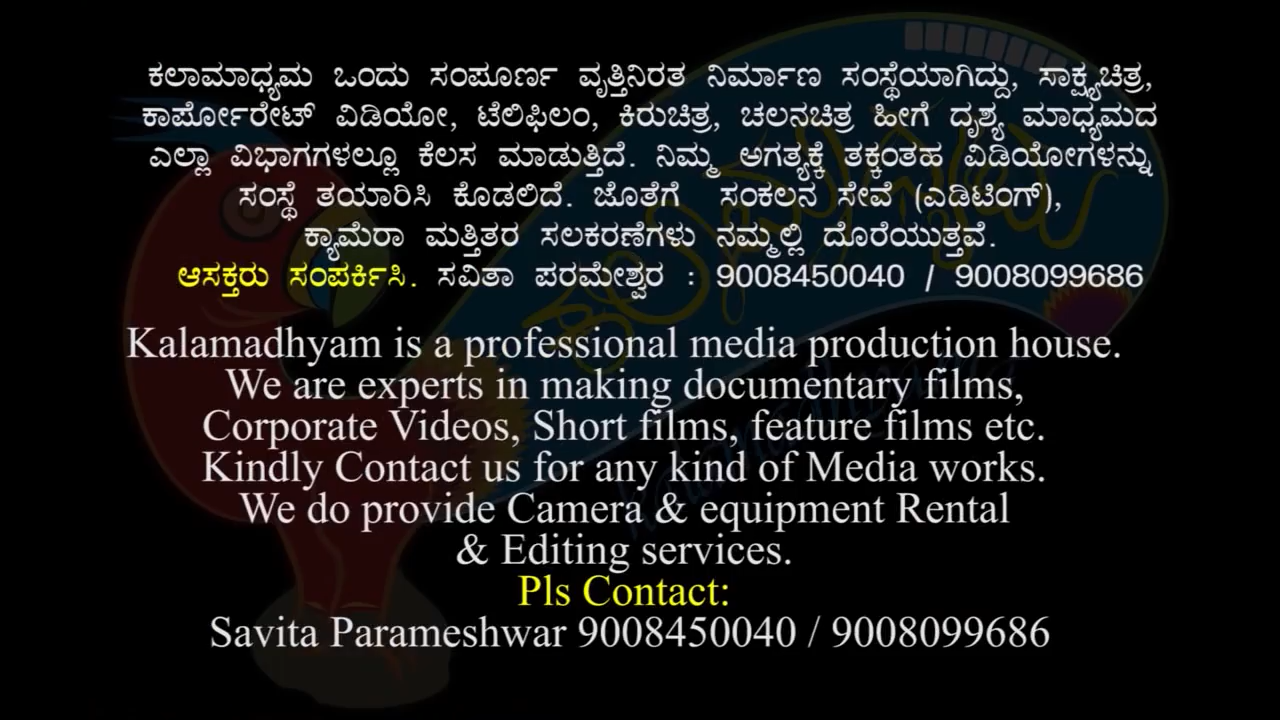 ಕಲಾಮಾಧ್ಯಮ ಒಂದು ಸಂಪೂರ್ಣ ವೃತ್ತಿನಿರತ ನಿರ್ಮಾಣ ಸಂಸ್ಥೆಯಾಗಿದ್ದು, ಸಾಕ್ಷ್ಯಚಿತ್ರ,
ಕಾರ್ಪೋರೇಟ್ ವಿಡಿಯೋ, ಟೆಲಿಫಿಲಂ, ಕಿರುಚಿತ್ರ, ಚಲನಚಿತ್ರ ಹೀಗೆ ದೃಶ್ಯ ಮಾಧ್ಯಮದ
ಎಲ್ಲಾ ವಿಭಾಗಗಳಲ್ಲೂ ಕೆಲಸ ಮಾಡುತ್ತಿದೆ. ನಿಮ್ಮ ಅಗತ್ಯಕ್ಕೆ ತಕ್ಕಂತಹ ವಿಡಿಯೋಗಳನ್ನು
ಸಂಸ್ಥೆ ತಯಾರಿಸಿ ಕೊಡಲಿದೆ. ಜೊತೆಗೆ ಸಂಕಲನ ಸೇವೆ (ಎಡಿಟಿಂಗ್),
ಕ್ಯಾಮೆರಾ ಮತ್ತಿತರ ಸಲಕರಣೆಗಳು ನಮ್ಮಲ್ಲಿ ದೊರೆಯುತ್ತವೆ.
ಆಸಕ್ತರು ಸಂಪರ್ಕಿಸಿ. ಸವಿತಾ ಪರಮೇಶ್ವರ : 9008450040 / 9008099686
Kalamadhyam is a professional media production house.
We are experts in making documentary films,
Corporate Videos, Short films, feature films etc.
Kindly Contact us for any kind of Media works.
We do provide Camera & equipment Rental
& Editing services.
Pls Contact:
Savita Parameshwar 9008450040 / 9008099686